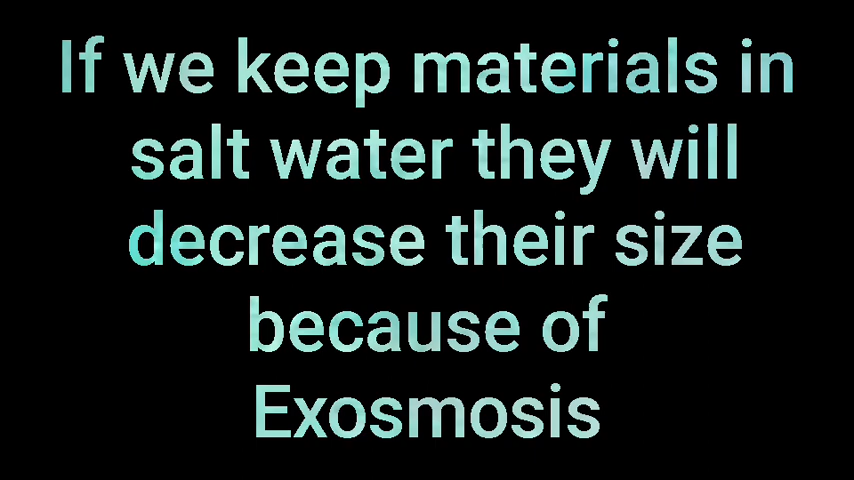 If we keep materials in
salt water they will
decrease their size
because of
Exosmosis